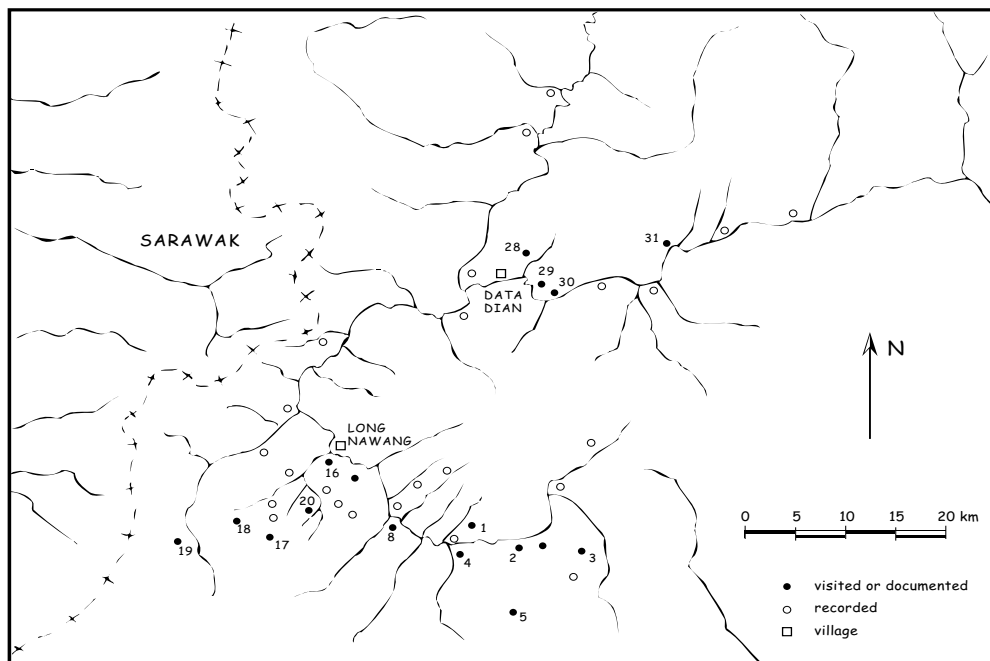 SARAWAK
28
31
29
30
DATA
DIAN
N
LONG
NAWANG
16
20
18
17
19
8
1
4
2
3
5
0 5 10 15 20 km
visited or documented
recorded
village